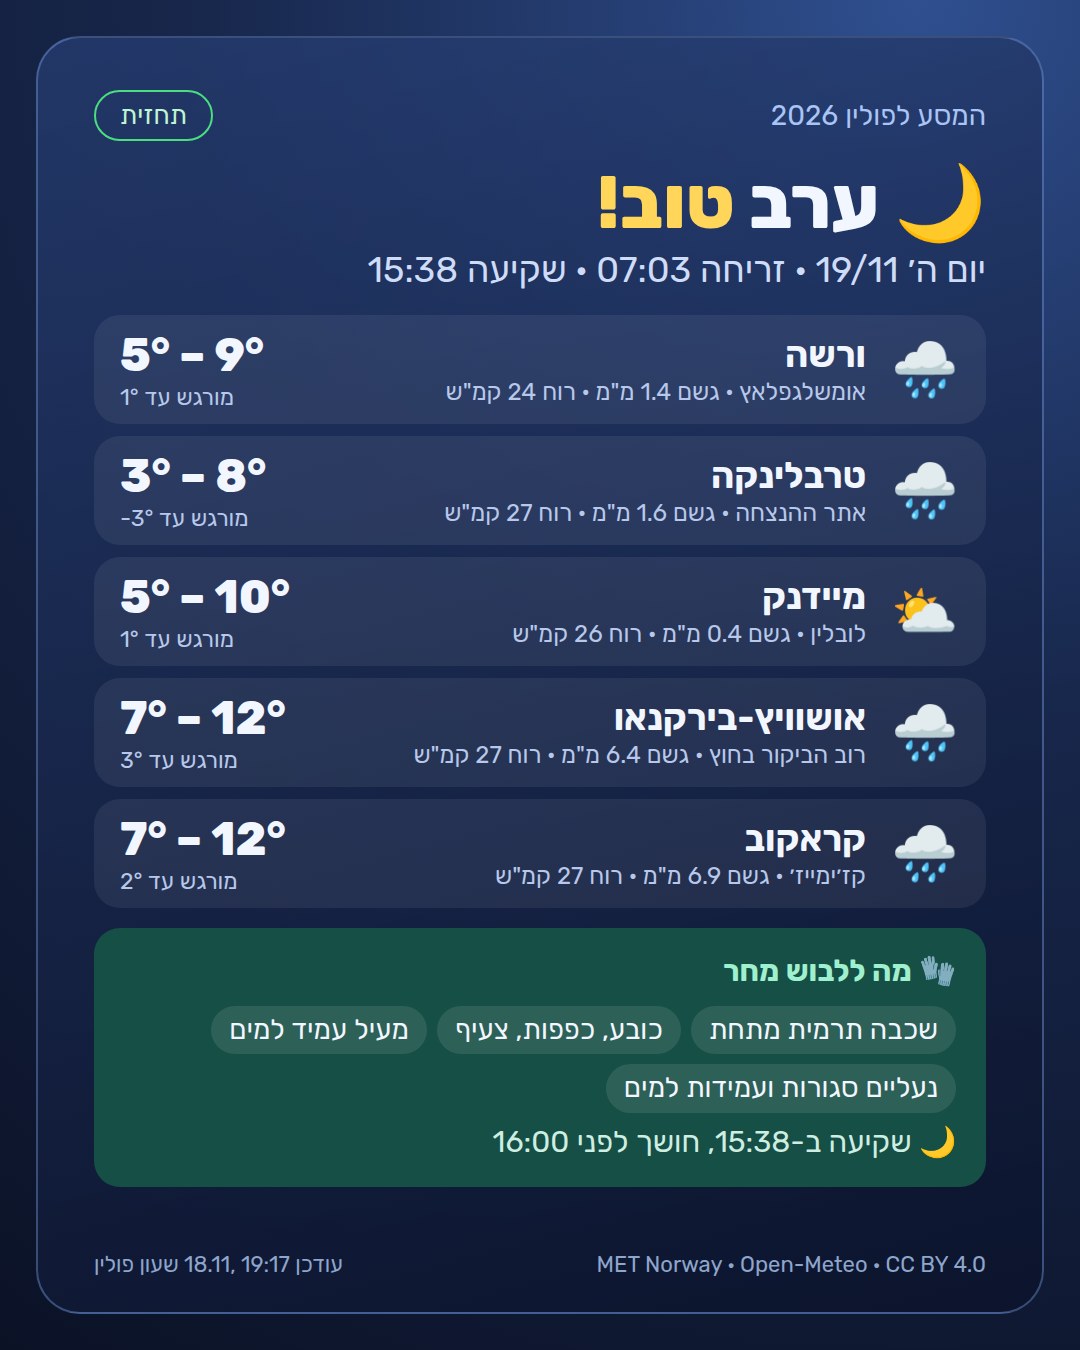 המסע לפולין 2026
תחזית
🌙 ערב טוב!
יום ה׳ 19/11 • זריחה 07:03 • שקיעה 15:38
ורשה
אומשלגפלאץ • גשם 1.4 מ"מ • רוח 24 קמ"ש
5° – 9°
מורגש עד 1°
טרבלינקה
אתר ההנצחה • גשם 1.6 מ"מ • רוח 27 קמ"ש
3° – 8°
מורגש עד -3°
מיידנק
לובלין • גשם 0.4 מ"מ • רוח 26 קמ"ש
5° – 10°
מורגש עד 1°
אושוויץ-בירקנאו
רוב הביקור בחוץ • גשם 6.4 מ"מ • רוח 27 קמ"ש
7° – 12°
מורגש עד 3°
קראקוב
קז׳ימייז׳ • גשם 6.9 מ"מ • רוח 27 קמ"ש
7° – 12°
מורגש עד 2°
🧤 מה ללבוש מחר
שכבה תרמית מתחת
כובע, כפפות, צעיף
מעיל עמיד למים
נעליים סגורות ועמידות למים
🌙 שקיעה ב-15:38, חושך לפני 16:00
MET Norway • Open-Meteo • CC BY 4.0
עודכן 19:17 ,18.11 שעון פולין